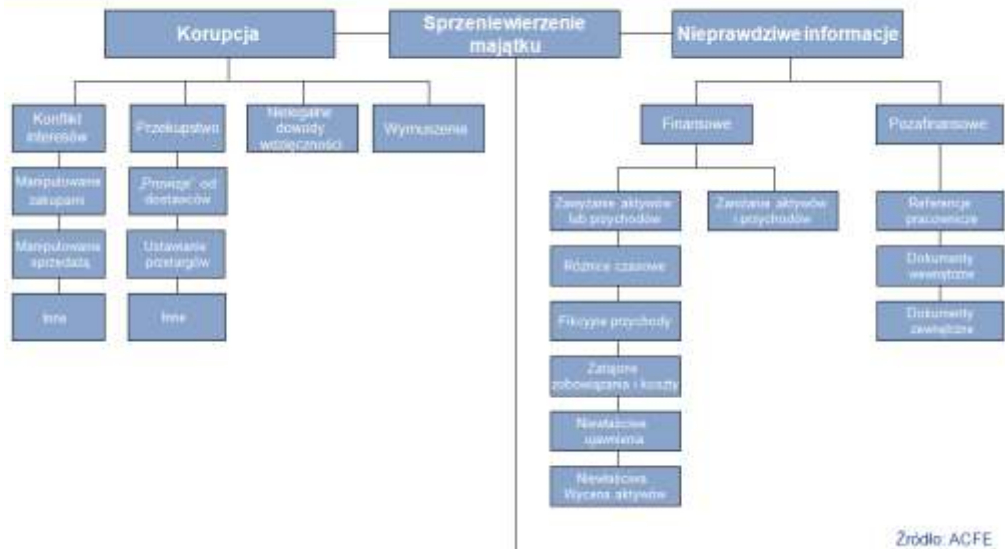 Korupcja
Sprzeniewierzenie
majątku
Nieprawdziwe informacje
Konflikt
interesów
Przekupstwo
Nielegalne
dowody
wdzięczności
Wymuszenia
Finansowe
Pozafinansowe
Manipulowanie
zakupami
„Prowizje" od
dostawców
Zawyżanie aktywów
lub przychodów
Zaniżanie aktywów
i przychodów
Referencje
pracownicze
Manipulowanie
sprzedażą
Ustawianie
przetargów
Różnice czasowe
Dokumenty
wewnętrzne
Inne
Inne
Fikcyjne przychody
Dokumenty
zewnętrzne
Zatajone
zobowiązania i koszty
Niewłaściwe
ujawnienia
Niewłaściwa
Wycena aktywów
Źródło: ACFE